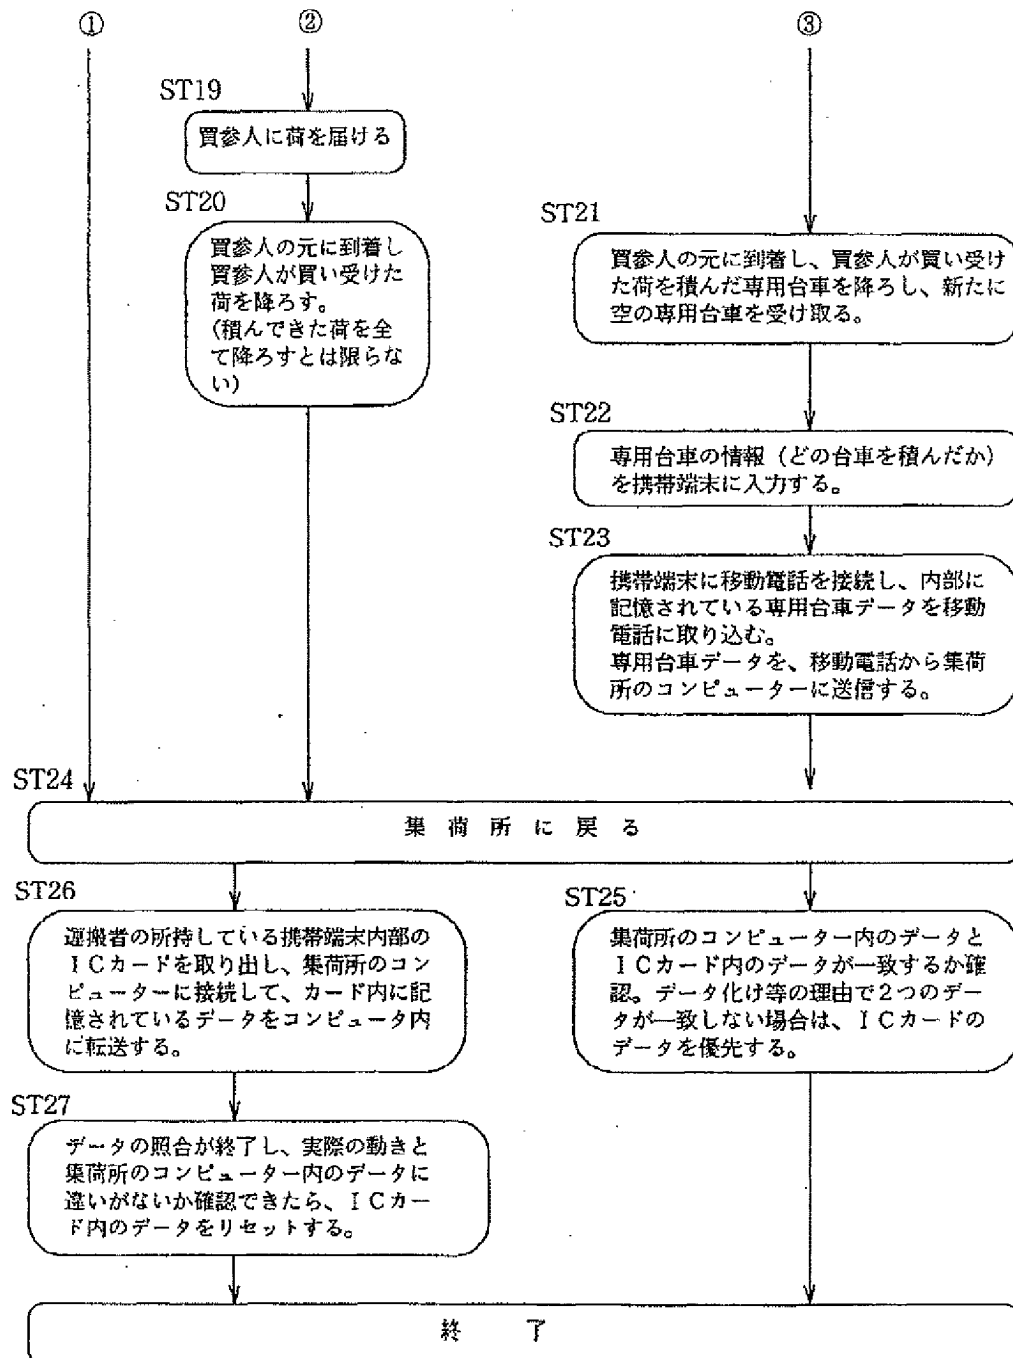 ①
②
③
ST19
買参人に荷を届ける
ST20
買参人の元に到着し
買参人が買い受けた
荷を降ろす。
(積んできた荷を全
て降ろすとは限らな
い)
ST21
買参人の元に到着し、買参人が買い受け
た荷を積んだ専用台車を降ろし、新たに
空の専用台車を受け取る。
ST22
専用台車の情報（どの台車を積んだか）
を携帯端末に入力する。
ST23
携帯端末に移動電話を接続し、内部に
記憶されている専用台車データを移動
電話に取り込む。
専用台車データを、移動電話から集荷
所のコンピューターに送信する。
ST24
集荷所に戻る
ST26
運搬者の所持している携帯端末内部の
ＩＣカードを取り出し、集荷所のコン
ピューターに接続して、カード内に記
憶されているデータをコンピュータ内
に転送する。
ST25
集荷所のコンピューター内のデータと
ＩＣカード内のデータが一致するか確
認。データ化け等の理由で２つのデー
タが一致しない場合は、ＩＣカードの
データを優先する。
ST27
データの照合が終了し、実際の動きと
集荷所のコンピューター内のデータに
違いがないか確認できたら、ＩＣカー
ド内のデータをリセットする。
終了